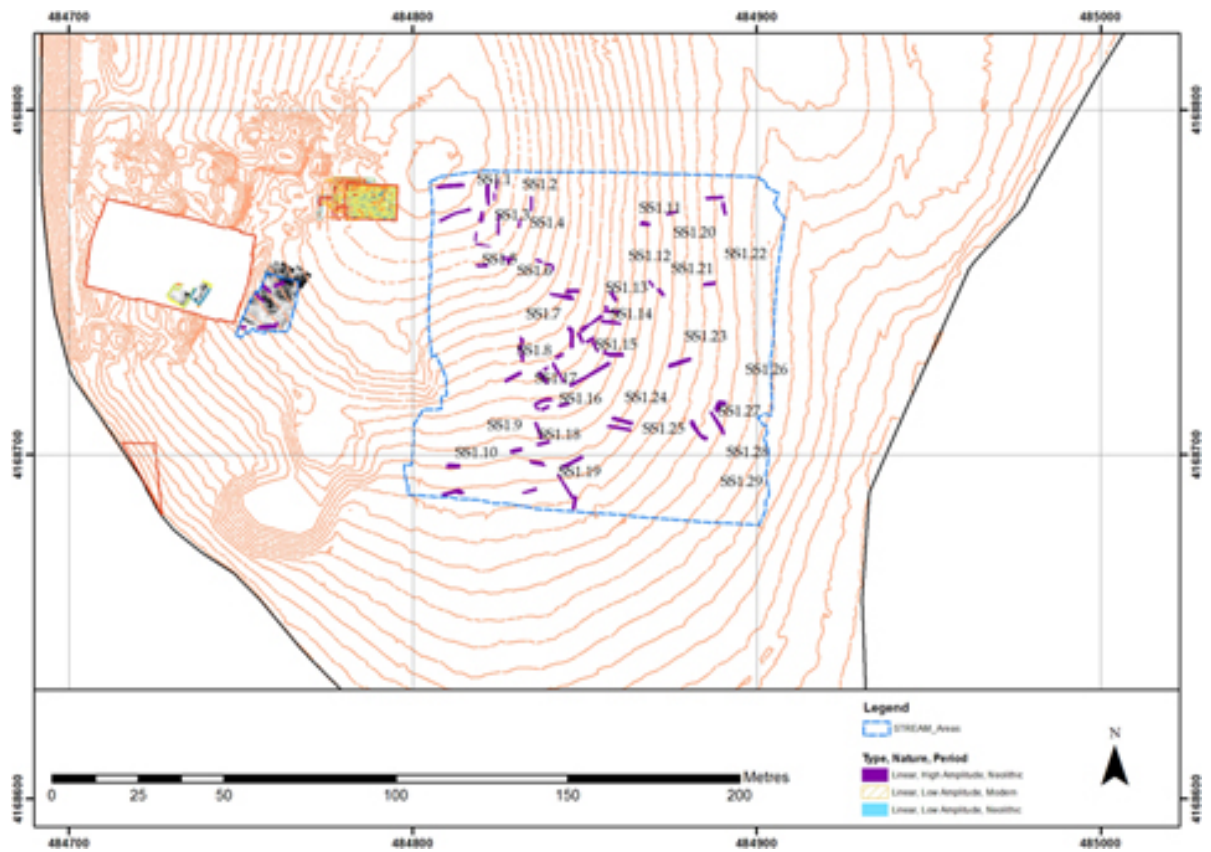 484700 484800 484900 485000
4168800 4168800
SS1.1 SS1.2
SS1.11
SS1.3 SS1.4
SS1.20
SS1.5 SS1.12 SS1.22
SS1.6 SS1.21
SS1.13
SS1.7 SS1.14
SS1.23
SS1.8 SS1.15
SS1.26
SS1.17
SS1.16 SS1.24
SS1.27
SS1.9 SS1.25
SS1.18
4168700 SS1.10 SS1.28 4168700
SS1.19
SS1.29
Legend
STREAM_Areas
N
Type, Nature, Period
Metres
Linear, High Amplitude, Neolithic
0 25 50 100 150 200
Linear, Low Amplitude, Modern
4168600 4168600
Linear, Low Amplitude, Neolithic
484700 484800 484900 485000